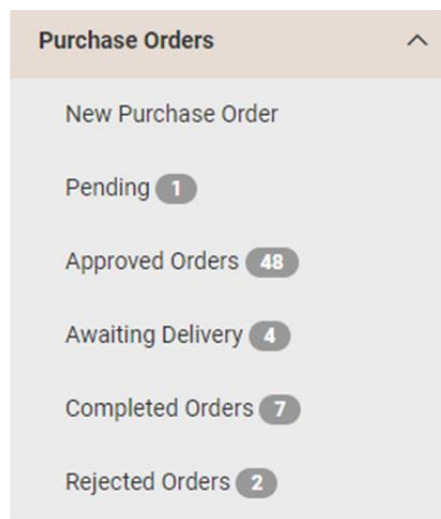 Purchase Orders
New Purchase Order
Pending 1
Approved Orders 48
Awaiting Delivery 4
Completed Orders 7
Rejected Orders 2